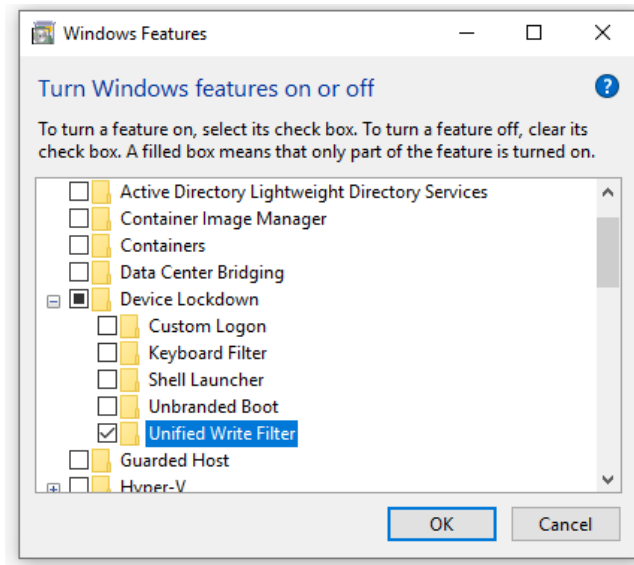 Windows Features
Turn Windows features on or off
?
To turn a feature on, select its check box. To turn a feature off, clear its
check box. A filled box means that only part of the feature is turned on.
Active Directory Lightweight Directory Services
Container Image Manager
Containers
Data Center Bridging
Device Lockdown
Custom Logon
Keyboard Filter
Shell Launcher
Unbranded Boot
Unified Write Filter
Guarded Host
Hyper-V
OK Cancel